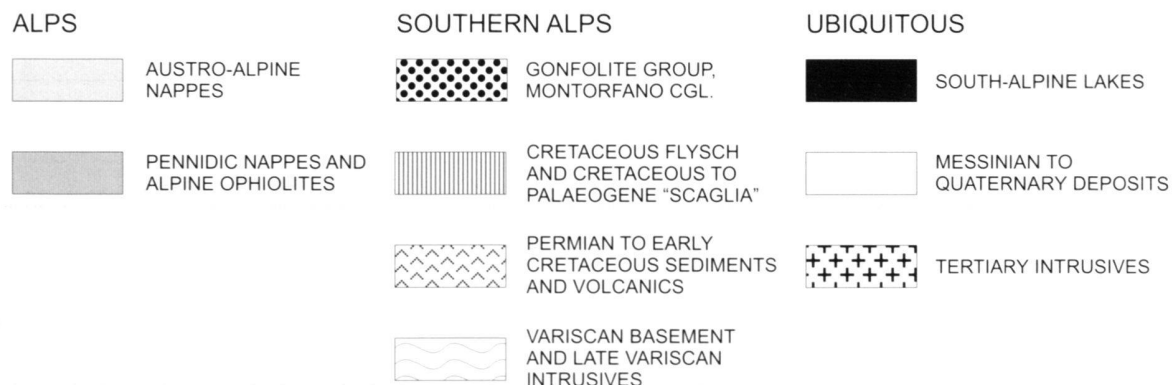 ALPS
AUSTRO-ALPINE
NAPPES
PENNIDIC NAPPES AND
ALPINE OPHIOLITES
SOUTHERN ALPS
GONFOLITE GROUP,
MONTORFANO CGL.
CRETACEOUS FLYSCH
AND CRETACEOUS TO
PALAEOGENE “SCAGLIA”
PERMIAN TO EARLY
CRETACEOUS SEDIMENTS
AND VOLCANICS
VARISCAN BASEMENT
AND LATE VARISCAN
INTRUSIVES
UBIQUITOUS
SOUTH-ALPINE LAKES
MESSINIAN TO
QUATERNARY DEPOSITS
TERTIARY INTRUSIVES